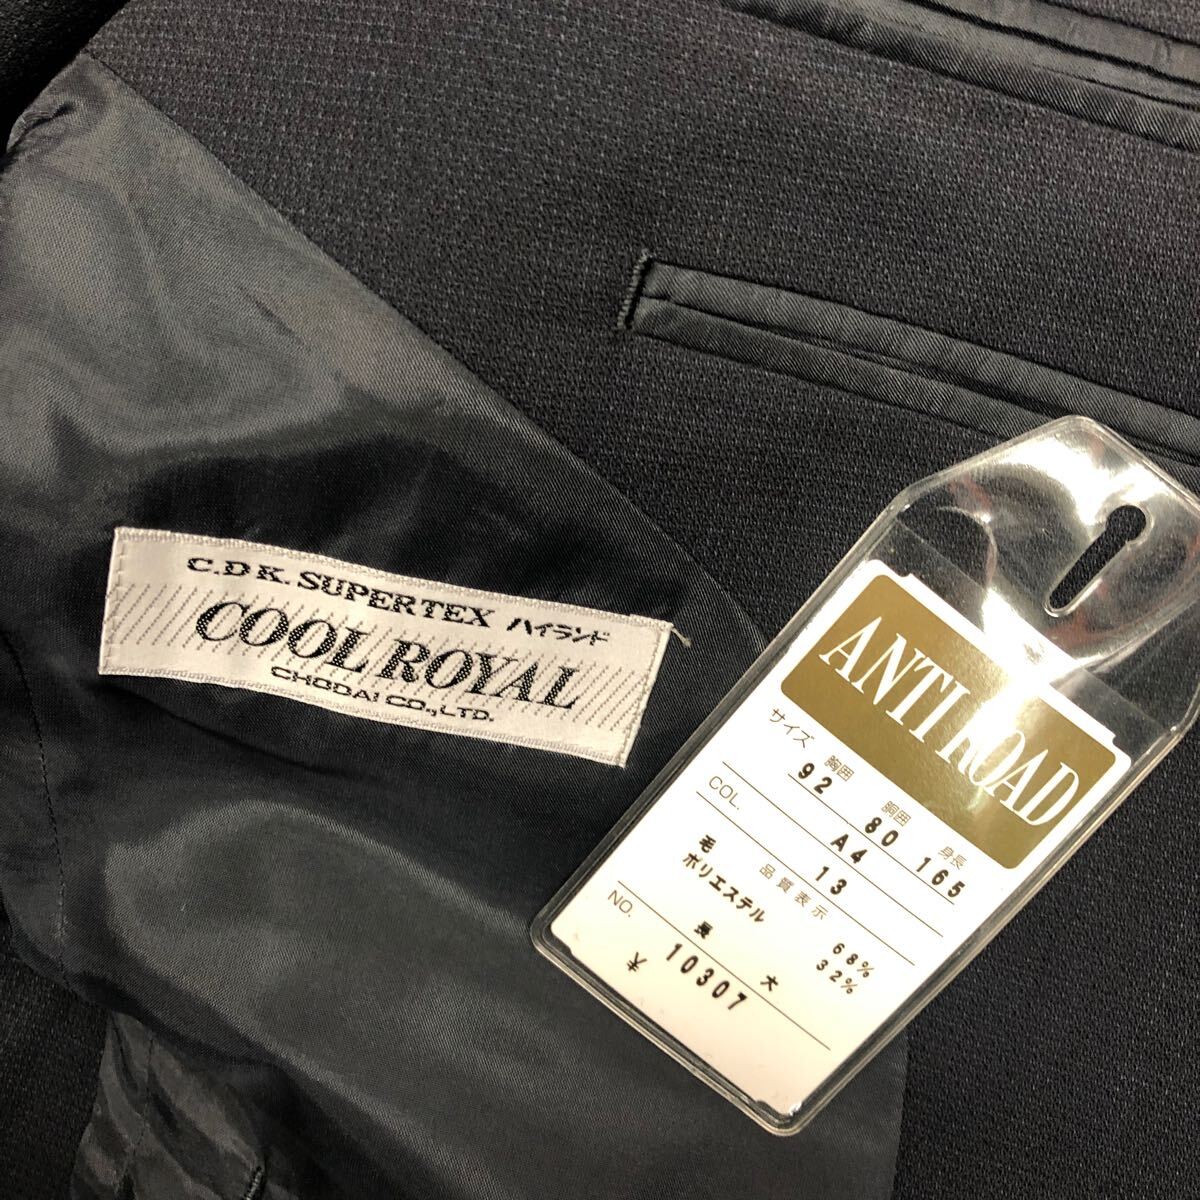 C.D.K. SUPERTEX ハイランド
COOL ROYAL
CHODAI CO.,LTD.
ANTI ROAD
サイズ 胸囲 胴囲 身長
92 80 165
A4
COL. 13
品質表示
毛 68%
ポリエステル 32%
長 大
NO. 10307
¥